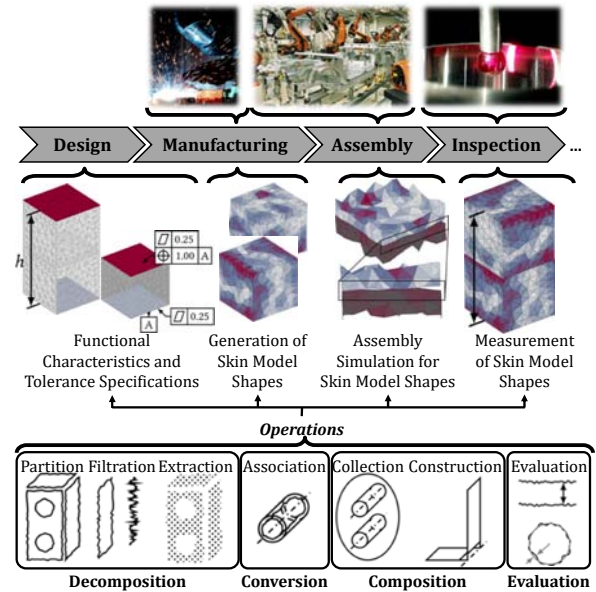 Design
Manufacturing
Assembly
Inspection
...
h
⏥ 0.25
⌖ 1.00 A
A
⏥ 0.25
Functional
Characteristics and
Tolerance Specifications
Generation of
Skin Model
Shapes
Assembly
Simulation for
Skin Model Shapes
Measurement
of Skin Model
Shapes
Operations
Partition Filtration Extraction
Association
Collection Construction
Evaluation
Decomposition
Conversion
Composition
Evaluation